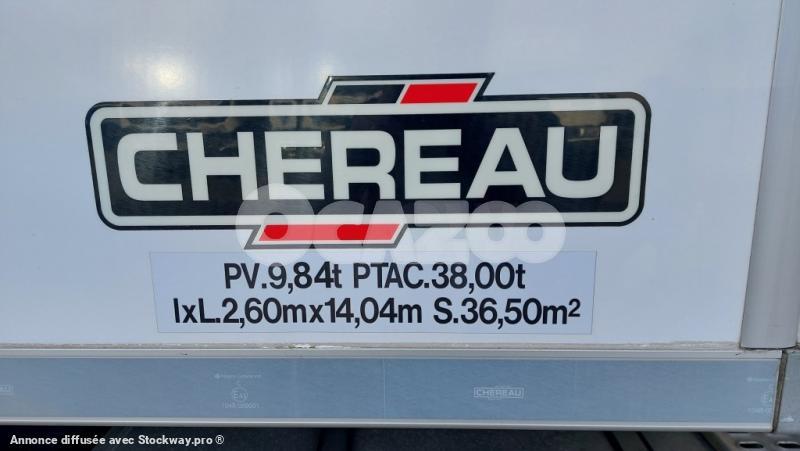 CHEREAU
OCAZOO
PV.9,84t PTAC.38,00t
lxL.2,60mx14,04m S.36,50m²
CHEREAU
Annonce diffusée avec Stockway.pro ®